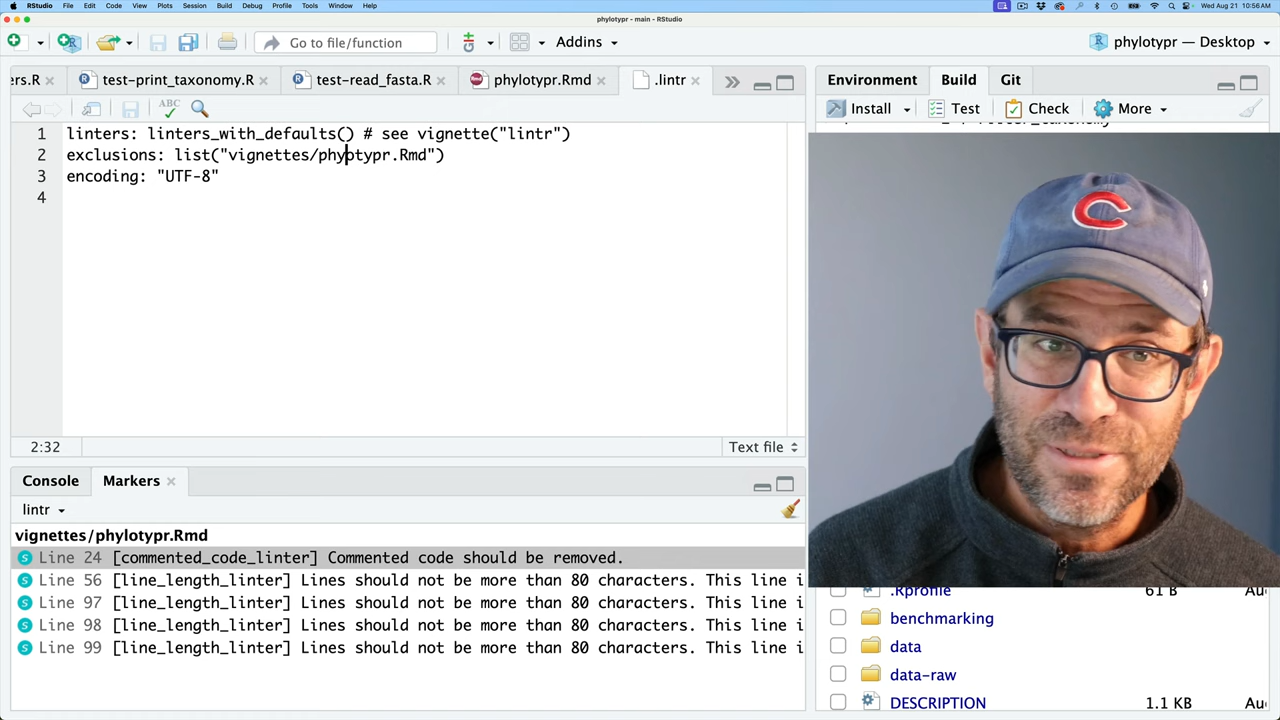 RStudio File Edit Code View Plots Session Build Debug Profile Tools Window Help Wed Aug 21 10:56 AM
phylotypr - main - RStudio
Go to file/function Addins phylotypr — Desktop
ers.R test-print_taxonomy.R test-read_fasta.R phylotypr.Rmd .lintr
Environment Build Git
ABC
Install Test Check More
1 linters: linters_with_defaults() # see vignette("lintr")
2 exclusions: list("vignettes/phyotypr.Rmd")
3 encoding: "UTF-8"
4
C
2:32 Text file
Console Markers
lintr
vignettes/phylotypr.Rmd
Line 24 [commented_code_linter] Commented code should be removed.
Line 56 [line_length_linter] Lines should not be more than 80 characters. This line i
Line 97 [line_length_linter] Lines should not be more than 80 characters. This line i
Line 98 [line_length_linter] Lines should not be more than 80 characters. This line i
Line 99 [line_length_linter] Lines should not be more than 80 characters. This line i
.Rprofile 61 B Au
benchmarking
data
data-raw
DESCRIPTION 1.1 KB Au